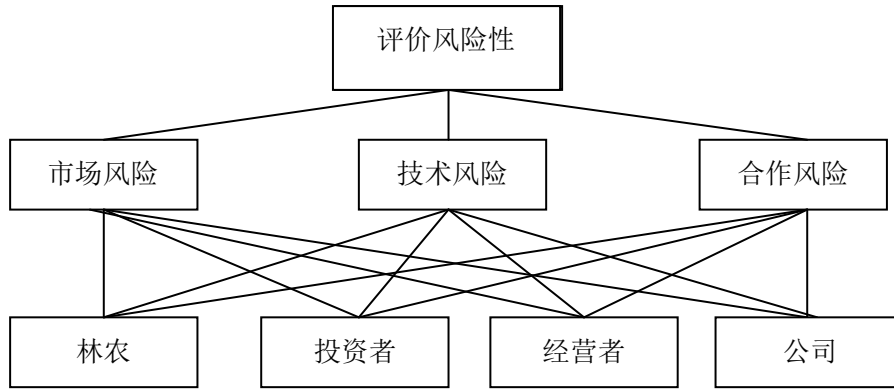 评价风险性
市场风险
技术风险
合作风险
林农
投资者
经营者
公司